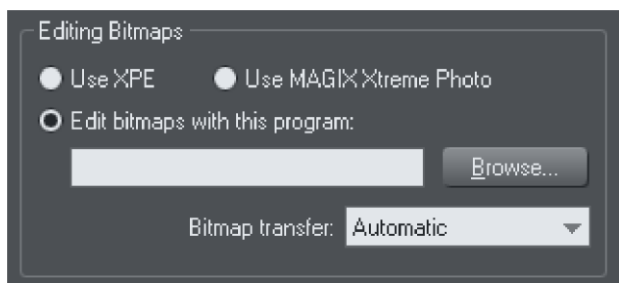 Editing Bitmaps
Use XPE Use MAGIX Xtreme Photo
Edit bitmaps with this program:
Browse...
Bitmap transfer: Automatic